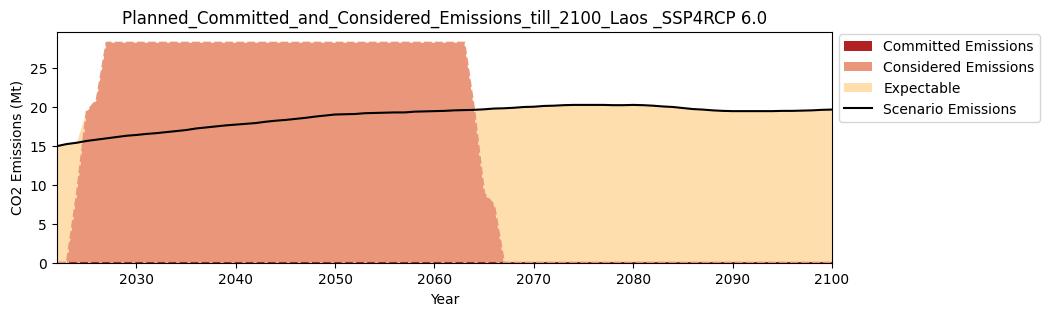 Planned_Committed_and_Considered_Emissions_till_2100_Laos _SSP4RCP 6.0
Committed Emissions
Considered Emissions
Expectable
Scenario Emissions
CO2 Emissions (Mt)
25
20
15
10
5
0
2030 2040 2050 2060 2070 2080 2090 2100
Year